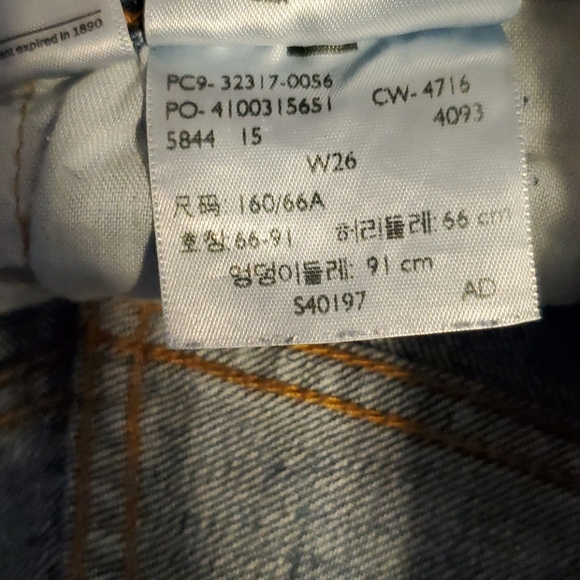 expired in 1890
PC9- 32317-0056
PO- 4100315651
CW- 4716
4093
5844 15
W26
尺码: 160/66A
호칭: 66-91 허리둘레: 66 cm
엉덩이둘레: 91 cm
S40197 AD